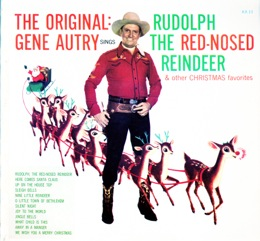 THE ORIGINAL:
GENE AUTRY SINGS
RUDOLPH
THE RED-NOSED
REINDEER
& other CHRISTMAS favorites
RUDOLPH, THE RED-NOSED REINDEER
HERE COMES SANTA CLAUS
UP ON THE HOUSE TOP
SLEIGH BELLS
NINE LITTLE REINDEER
O LITTLE TOWN OF BETHLEHEM
SILENT NIGHT
JOY TO THE WORLD
JINGLE BELLS
WHAT CHILD IS THIS
AWAY IN A MANGER
WE WISH YOU A MERRY CHRISTMAS